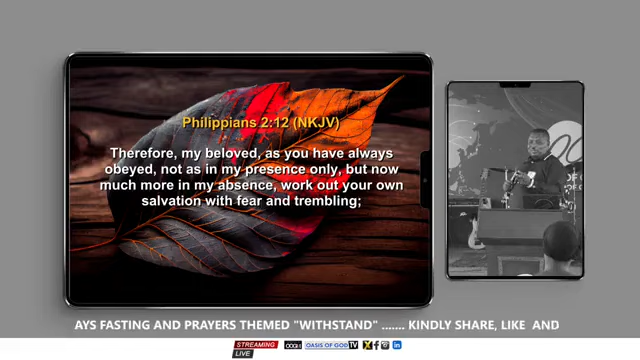 Philippians 2:12 (NKJV)
Therefore, my beloved, as you have always
obeyed, not as in my presence only, but now
much more in my absence, work out your own
salvation with fear and trembling;
AYS FASTING AND PRAYERS THEMED "WITHSTAND" ....... KINDLY SHARE, LIKE AND
STREAMING
LIVE
OASIS OF GOD TV